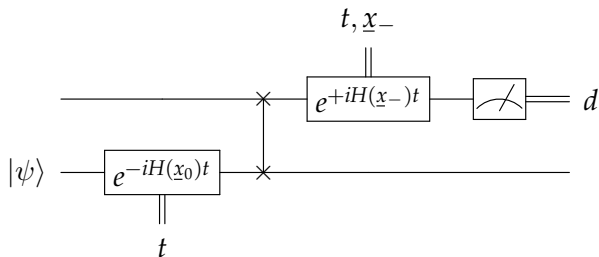 t, x̲₋
e^{+iH(x̲₋)t}
d
|ψ⟩
e^{-iH(x̲₀)t}
t